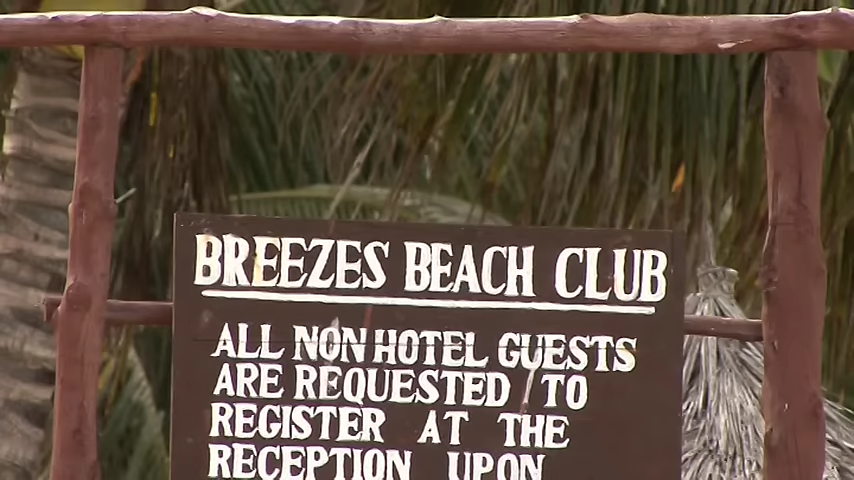 BREEZES BEACH CLUB
ALL NON HOTEL GUESTS
ARE REQUESTED TO
REGISTER AT THE
RECEPTION UPON